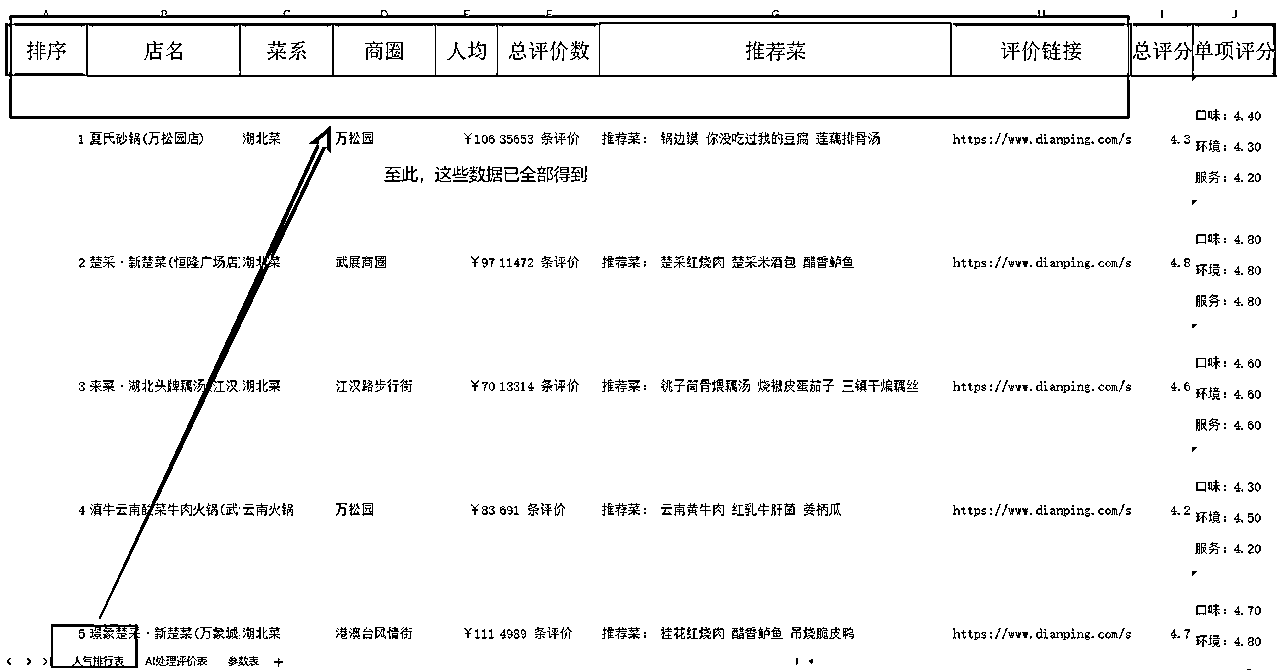 A B C D E F G H I J
排序 店名 菜系 商圈 人均 总评价数 推荐菜 评价链接 总评分 单项评分
口味：4.40
1 夏氏砂锅(万松园店) 湖北菜 万松园 ￥106 35653 条评价 推荐菜： 锅边馍 你没吃过我的豆腐 莲藕排骨汤 https://www.dianping.com/s 4.3 环境：4.30
至此，这些数据已全部得到
服务：4.20
口味：4.80
2 楚采·新楚菜(恒隆广场店 湖北菜 武展商圈 ￥97 11472 条评价 推荐菜： 楚采红烧肉 楚采米酒包 醋香鲈鱼 https://www.dianping.com/s 4.8 环境：4.80
服务：4.80
口味：4.60
3 来菜·湖北头牌藕汤(江汉 湖北菜 江汉路步行街 ￥70 13314 条评价 推荐菜： 铫子筒骨煨藕汤 烧椒皮蛋茄子 三镇干煸藕丝 https://www.dianping.com/s 4.6 环境：4.60
服务：4.60
口味：4.30
4 滇牛云南酸菜牛肉火锅(武 云南火锅 万松园 ￥83 691 条评价 推荐菜： 云南黄牛肉 红乳牛肝菌 姜柄瓜 https://www.dianping.com/s 4.2 环境：4.50
服务：4.20
口味：4.70
5 楚采·新楚菜(万象城 湖北菜 港澳台风情街 ￥111 4989 条评价 推荐菜： 桂花红烧肉 醋香鲈鱼 吊烧脆皮鸭 https://www.dianping.com/s 4.7 环境：4.80
人气排行表 AI处理评价表 参数表 +